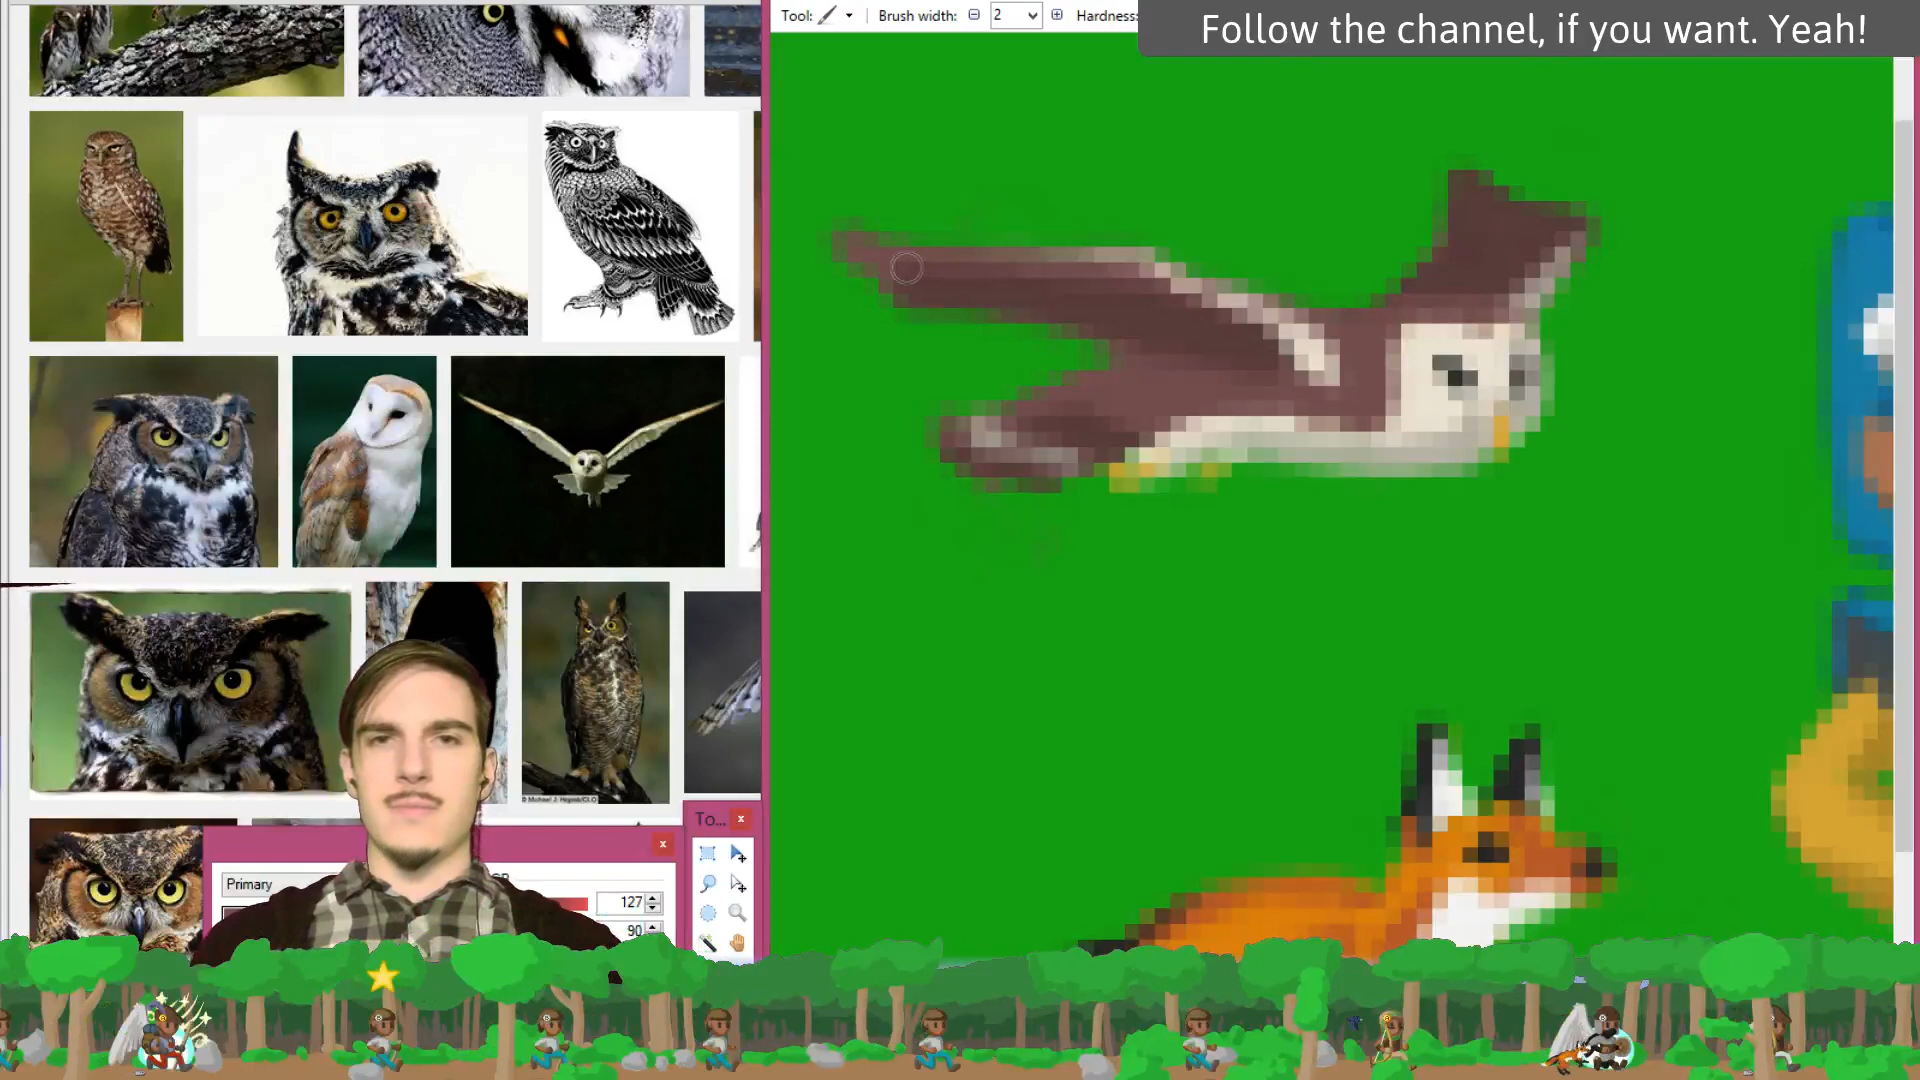 Tool:
Brush width:
2
Hardness:
Follow the channel, if you want. Yeah!
To...
Primary
127
90